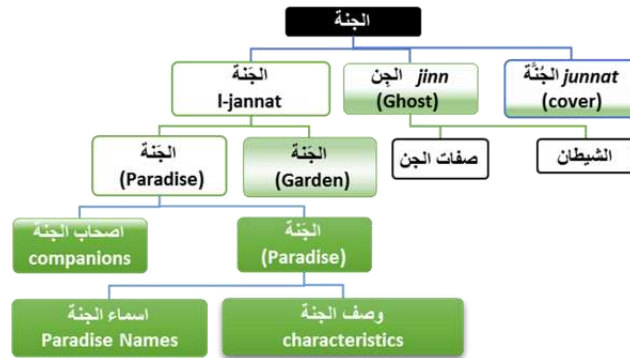 الجنة
الجَنة
l-jannat
الجِن jinn
(Ghost)
الجُنَّة junnat
(cover)
الجَنة
(Paradise)
الجَنة
(Garden)
صفات الجن
الشيطان
اصحاب الجنة
companions
الجَنة
(Paradise)
اسماء الجنة
Paradise Names
وصف الجنة
characteristics